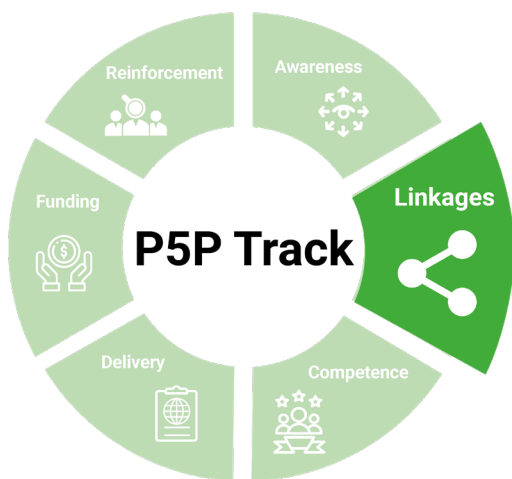 Reinforcement
Awareness
Funding
Linkages
P5P Track
Delivery
Competence
$